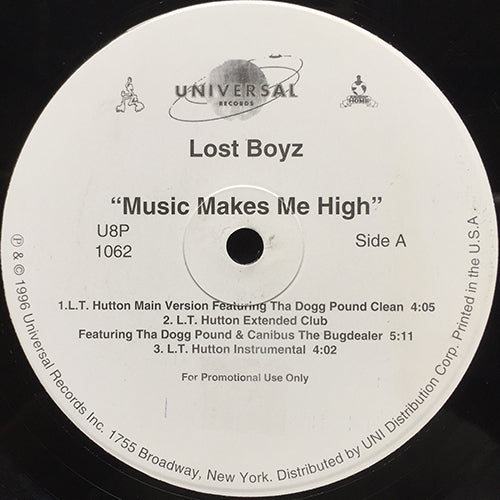 UNIVERSAL
RECORDS
Lost Boyz
"Music Makes Me High"
U8P
1062
Side A
1.L.T. Hutton Main Version Featuring Tha Dogg Pound Clean 4:05
2. L.T. Hutton Extended Club
Featuring Tha Dogg Pound & Canibus The Bugdealer 5:11
3. L.T. Hutton Instrumental 4:02
For Promotional Use Only
℗ & © 1996 Universal Records Inc. 1755 Broadway, New York. Distributed by UNI Distribution Corp. Printed in the U.S.A.